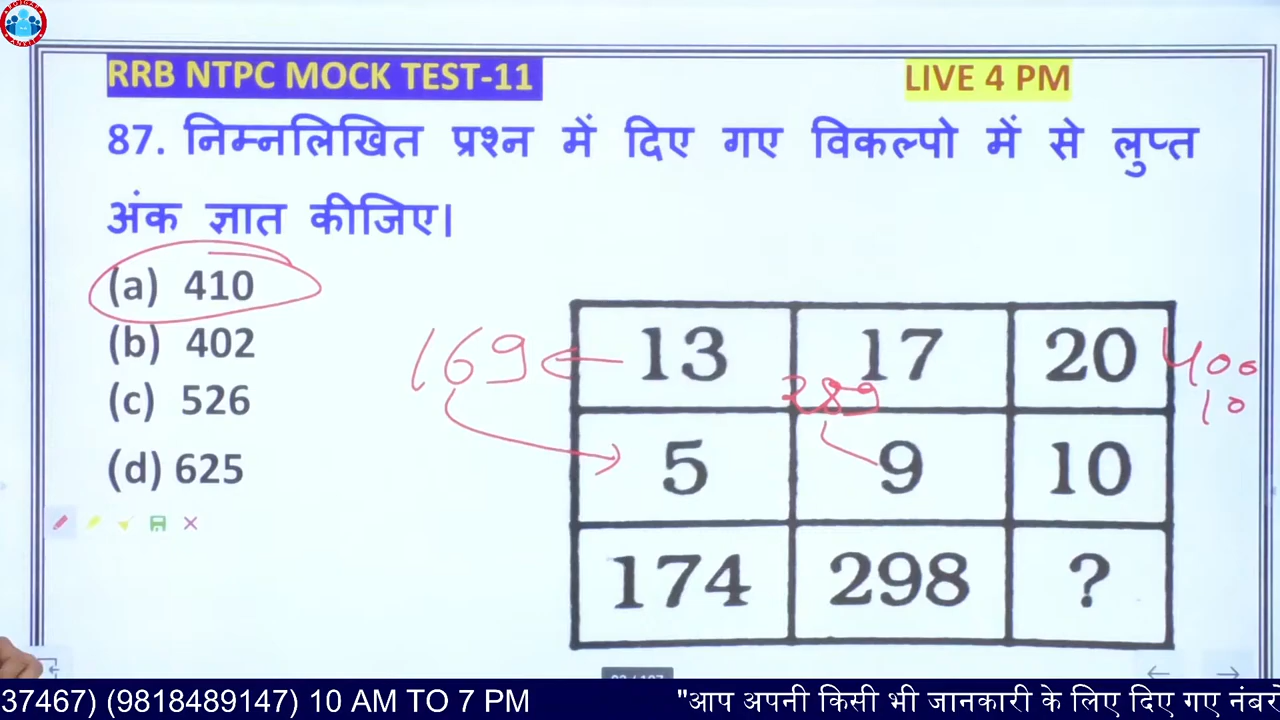 RRB NTPC MOCK TEST-11 LIVE 4 PM
87. निम्नलिखित प्रश्न में दिए गए विकल्पो में से लुप्त
अंक ज्ञात कीजिए।
(a) 410
(b) 402
(c) 526
(d) 625
169 13 17 20 400
289 10
5 9 10
174 298 ?
37467) (9818489147) 10 AM TO 7 PM "आप अपनी किसी भी जानकारी के लिए दिए गए नंबरो